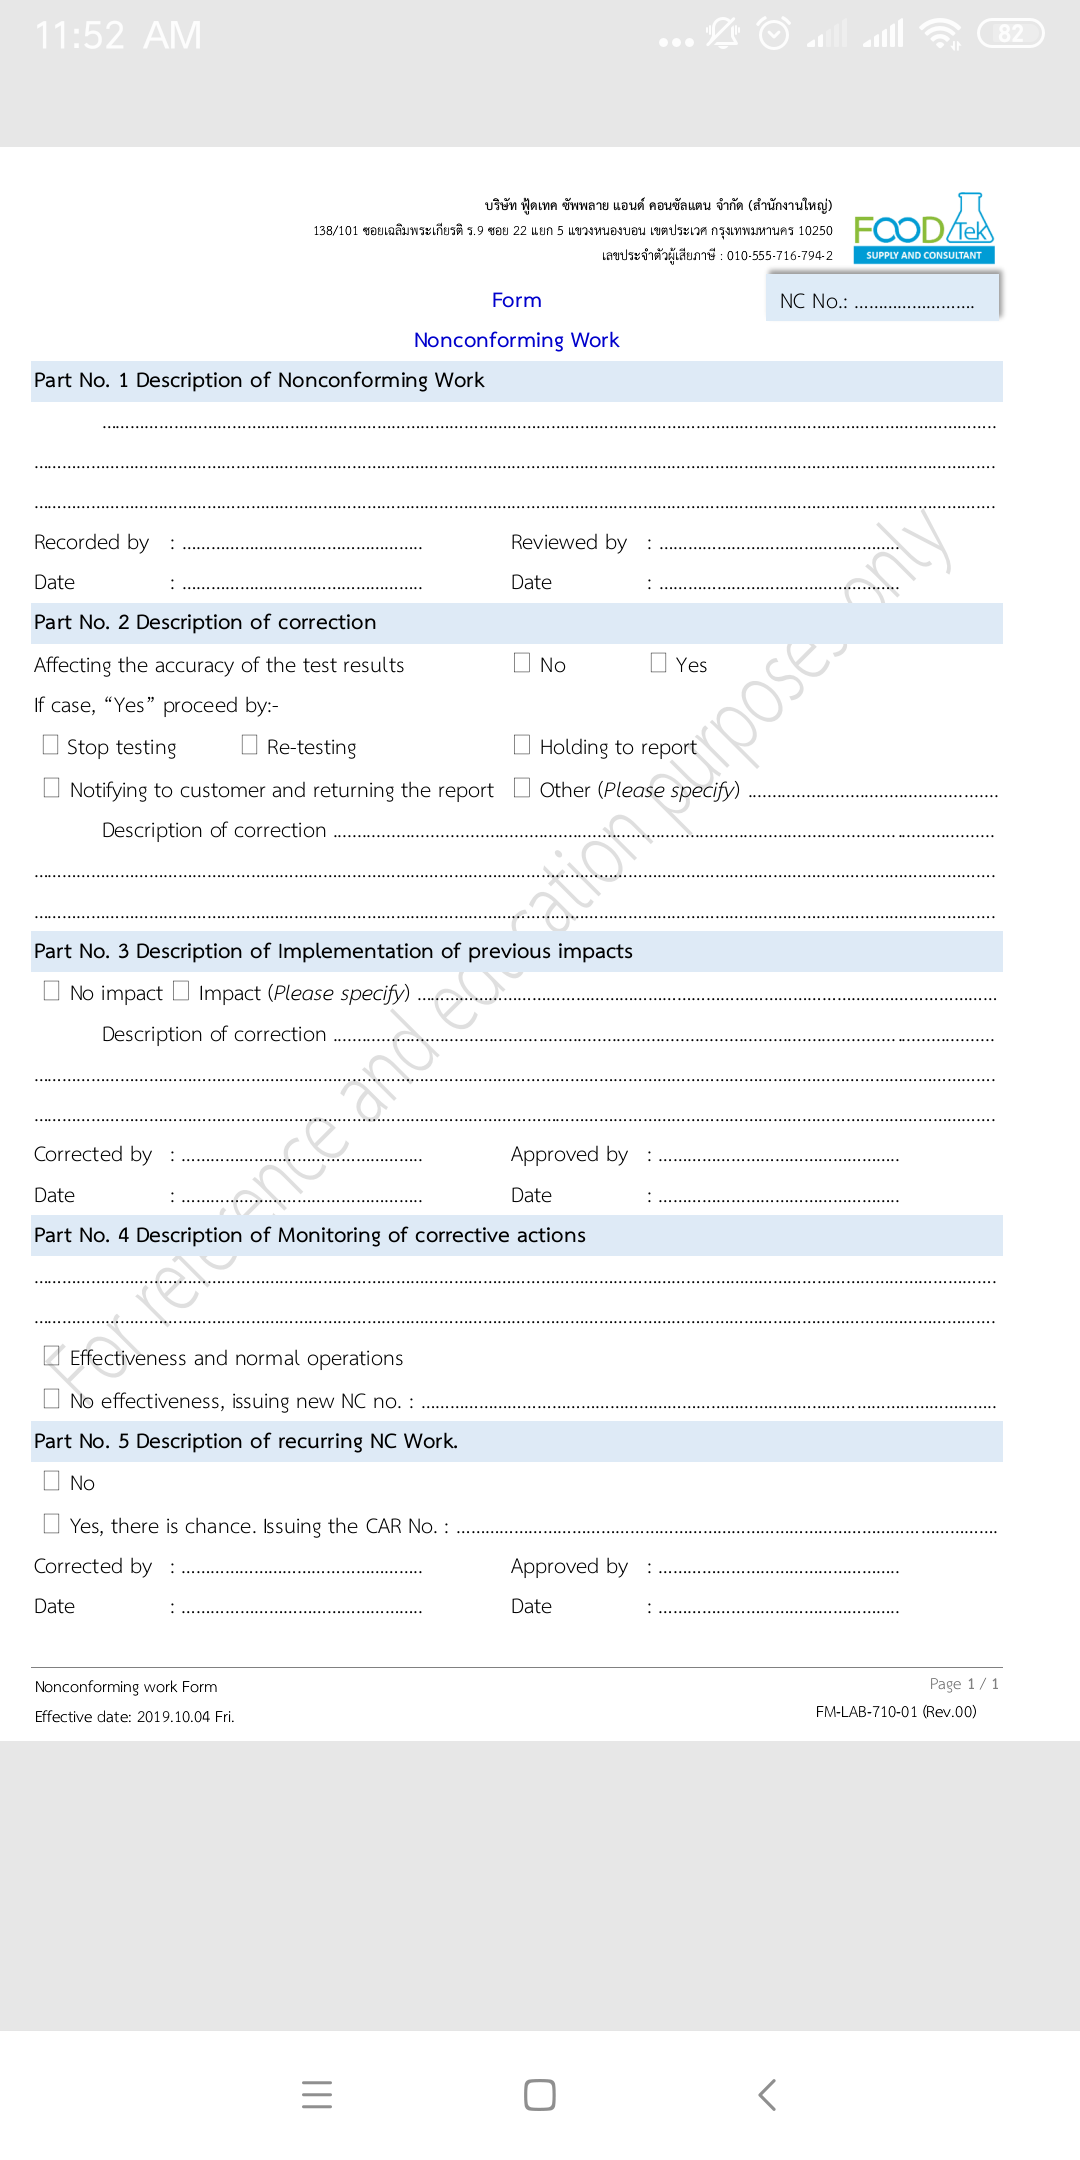 11:52 AM
82
บริษัท ฟู้ดเทค ซัพพลาย แอนด์ คอนซัลแตน จำกัด (สำนักงานใหญ่)
138/101 ซอยเฉลิมพระเกียรติ ร.9 ซอย 22 แยก 5 แขวงหนองบอน เขตประเวศ กรุงเทพมหานคร 10250
เลขประจำตัวผู้เสียภาษี : 010-555-716-794-2
FOOD Tek
SUPPLY AND CONSULTANT
NC No.: ........................
Form
Nonconforming Work
Part No. 1 Description of Nonconforming Work
Recorded by : ................................................ Reviewed by : ................................................
Date : ................................................ Date : ................................................
Part No. 2 Description of correction
Affecting the accuracy of the test results □ No □ Yes
If case, “Yes” proceed by:-
□ Stop testing □ Re-testing □ Holding to report
□ Notifying to customer and returning the report □ Other (Please specify) ................................................
Description of correction ................................................
Part No. 3 Description of Implementation of previous impacts
□ No impact □ Impact (Please specify) ................................................
Description of correction ................................................
Corrected by : ................................................ Approved by : ................................................
Date : ................................................ Date : ................................................
Part No. 4 Description of Monitoring of corrective actions
□ Effectiveness and normal operations
□ No effectiveness, issuing new NC no. : ................................................
Part No. 5 Description of recurring NC Work.
□ No
□ Yes, there is chance. Issuing the CAR No. : ................................................
Corrected by : ................................................ Approved by : ................................................
Date : ................................................ Date : ................................................
For reference and education purposes only
Nonconforming work Form
Page 1 / 1
Effective date: 2019.10.04 Fri.
FM-LAB-710-01 (Rev.00)